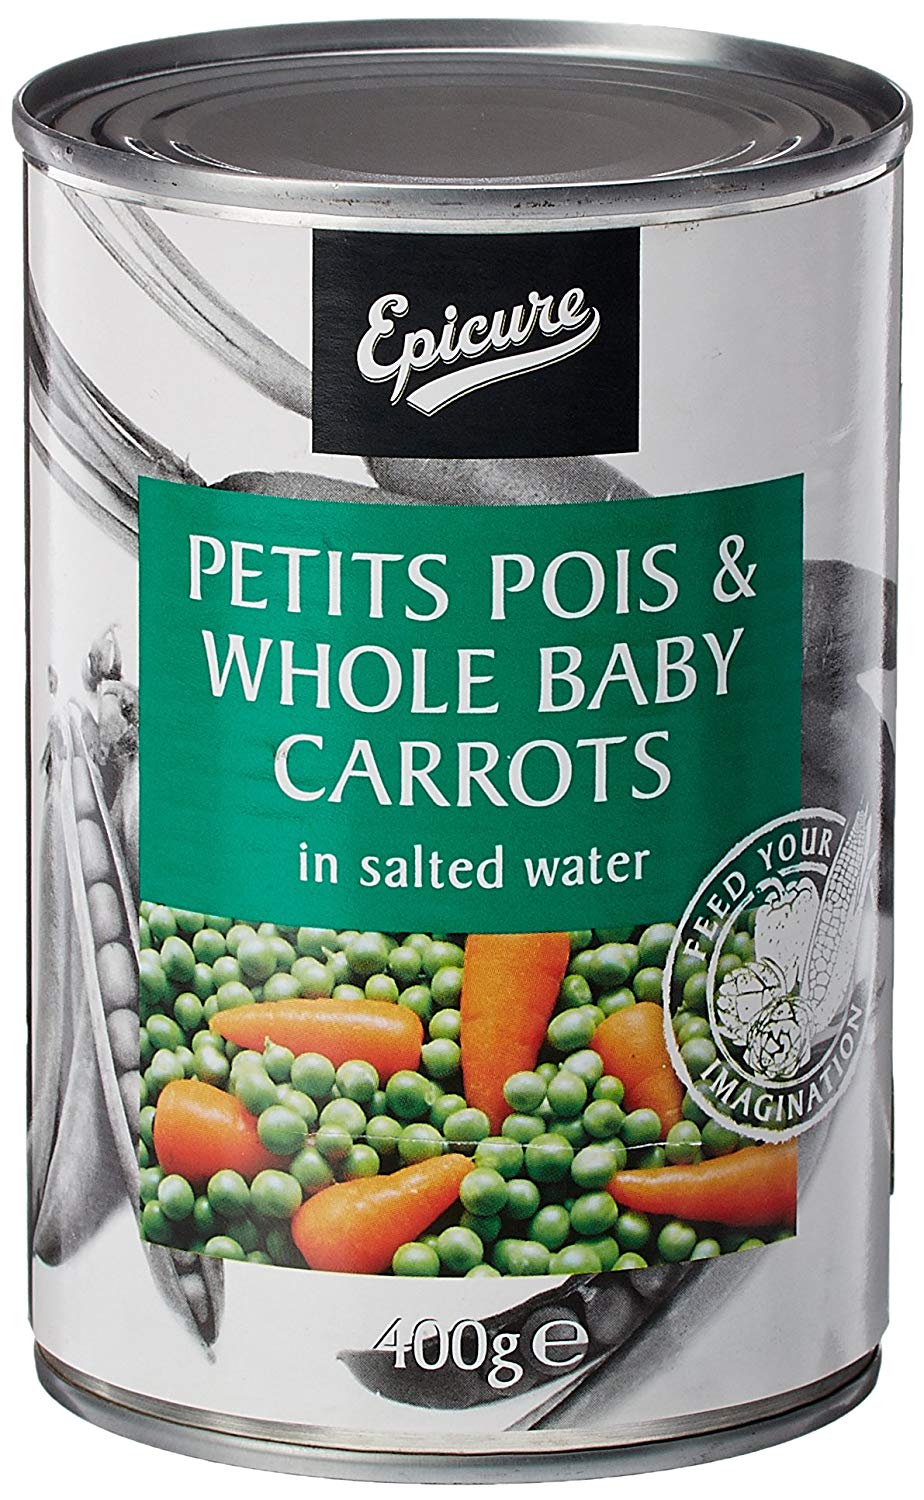 Epicure
PETITS POIS &
WHOLE BABY
CARROTS
in salted water
FEED YOUR
IMAGINATION
400g e